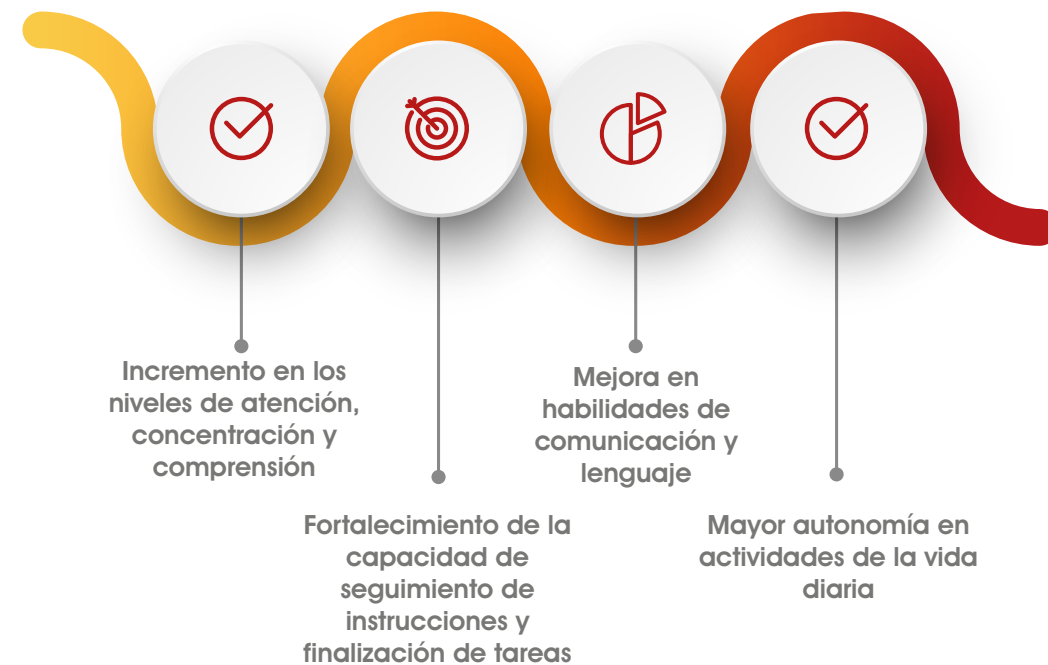 Incremento en los
niveles de atención,
concentración y
comprensión
Fortalecimiento de la
capacidad de
seguimiento de
instrucciones y
finalización de tareas
Mejora en
habilidades de
comunicación y
lenguaje
Mayor autonomía en
actividades de la vida
diaria